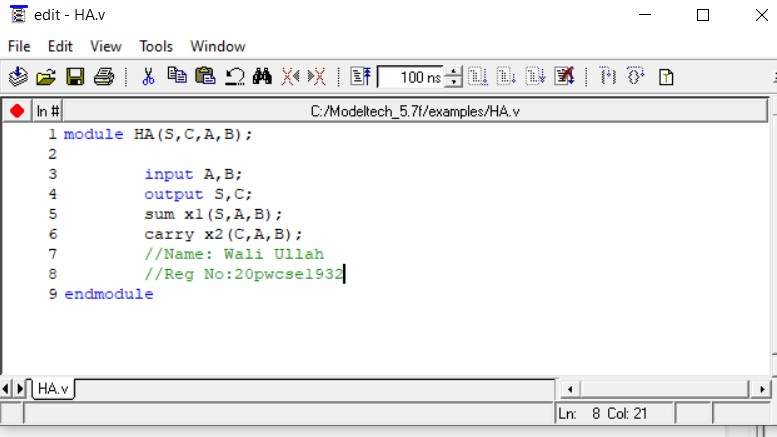 edit - HA.v
File Edit View Tools Window
100 ns
ln # C:/Modeltech_5.7f/examples/HA.v
1 module HA(S,C,A,B);
2
3 input A,B;
4 output S,C;
5 sum x1(S,A,B);
6 carry x2(C,A,B);
7 //Name: Wali Ullah
8 //Reg No:20pwcse1932
9 endmodule
HA.v
Ln: 8 Col: 21